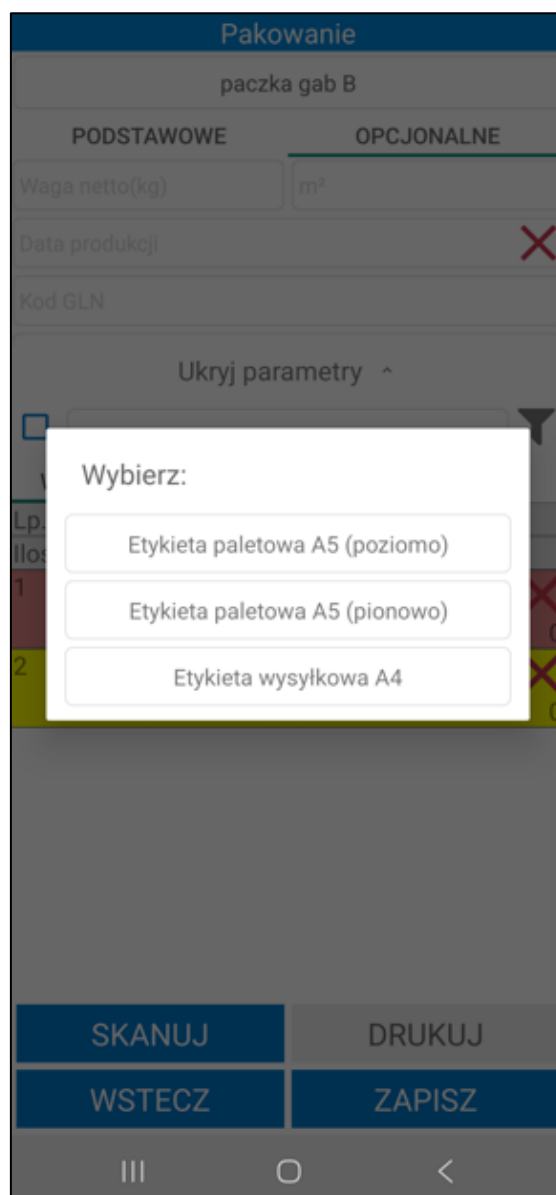 Pakowanie
paczka gab B
PODSTAWOWE OPCJONALNE
Waga netto(kg) m²
Data produkcji
Kod GLN
Ukryj parametry
Wybierz:
Lp.
Etykieta paletowa A5 (poziomo)
1
Etykieta paletowa A5 (pionowo)
2
Etykieta wysyłkowa A4
SKANUJ DRUKUJ
WSTECZ ZAPISZ